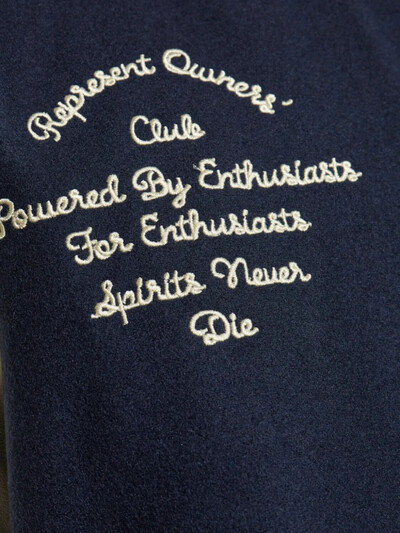 Represent Owners'
Club
Powered By Enthusiasts
For Enthusiasts
Spirits Never
Die